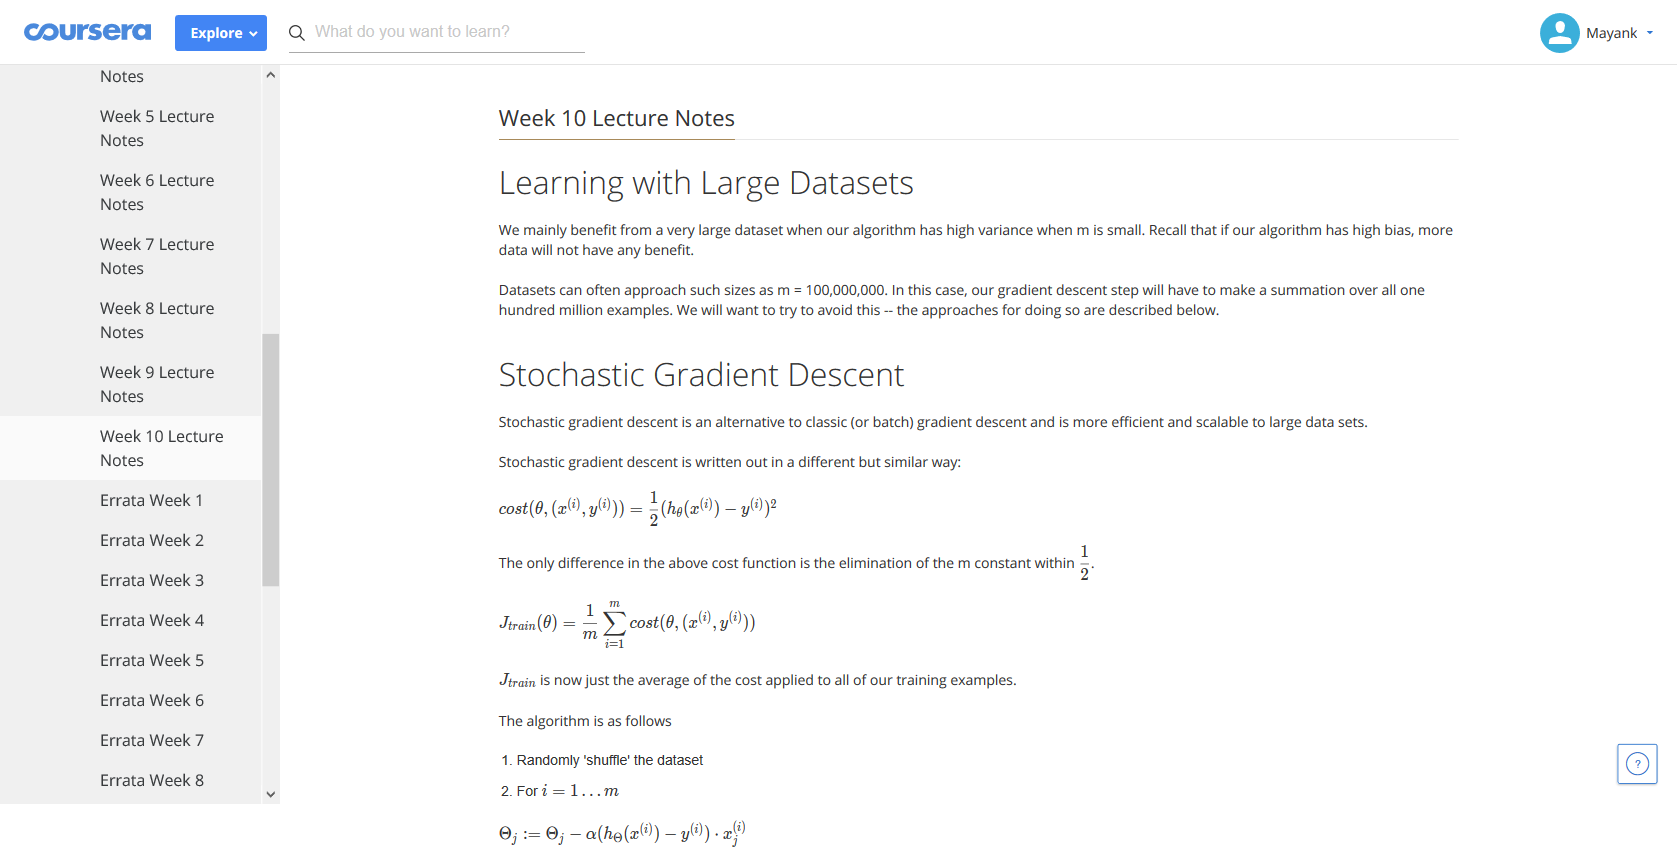 coursera
Explore
What do you want to learn?
Mayank
Notes
Week 5 Lecture
Notes
Week 6 Lecture
Notes
Week 7 Lecture
Notes
Week 8 Lecture
Notes
Week 9 Lecture
Notes
Week 10 Lecture
Notes
Errata Week 1
Errata Week 2
Errata Week 3
Errata Week 4
Errata Week 5
Errata Week 6
Errata Week 7
Errata Week 8
Week 10 Lecture Notes
Learning with Large Datasets
We mainly benefit from a very large dataset when our algorithm has high variance when m is small. Recall that if our algorithm has high bias, more
data will not have any benefit.
Datasets can often approach such sizes as m = 100,000,000. In this case, our gradient descent step will have to make a summation over all one
hundred million examples. We will want to try to avoid this -- the approaches for doing so are described below.
Stochastic Gradient Descent
Stochastic gradient descent is an alternative to classic (or batch) gradient descent and is more efficient and scalable to large data sets.
Stochastic gradient descent is written out in a different but similar way:
$cost(\theta, (x^{(i)}, y^{(i)})) = \frac{1}{2}(h_\theta(x^{(i)}) - y^{(i)})^2$
The only difference in the above cost function is the elimination of the m constant within $\frac{1}{2}$.
$J_{train}(\theta) = \frac{1}{m} \sum_{i=1}^{m} cost(\theta, (x^{(i)}, y^{(i)}))$
$J_{train}$ is now just the average of the cost applied to all of our training examples.
The algorithm is as follows
1. Randomly 'shuffle' the dataset
2. For $i = 1 \ldots m$
$\Theta_j := \Theta_j - \alpha(h_\Theta(x^{(i)}) - y^{(i)}) \cdot x_j^{(i)}$
?